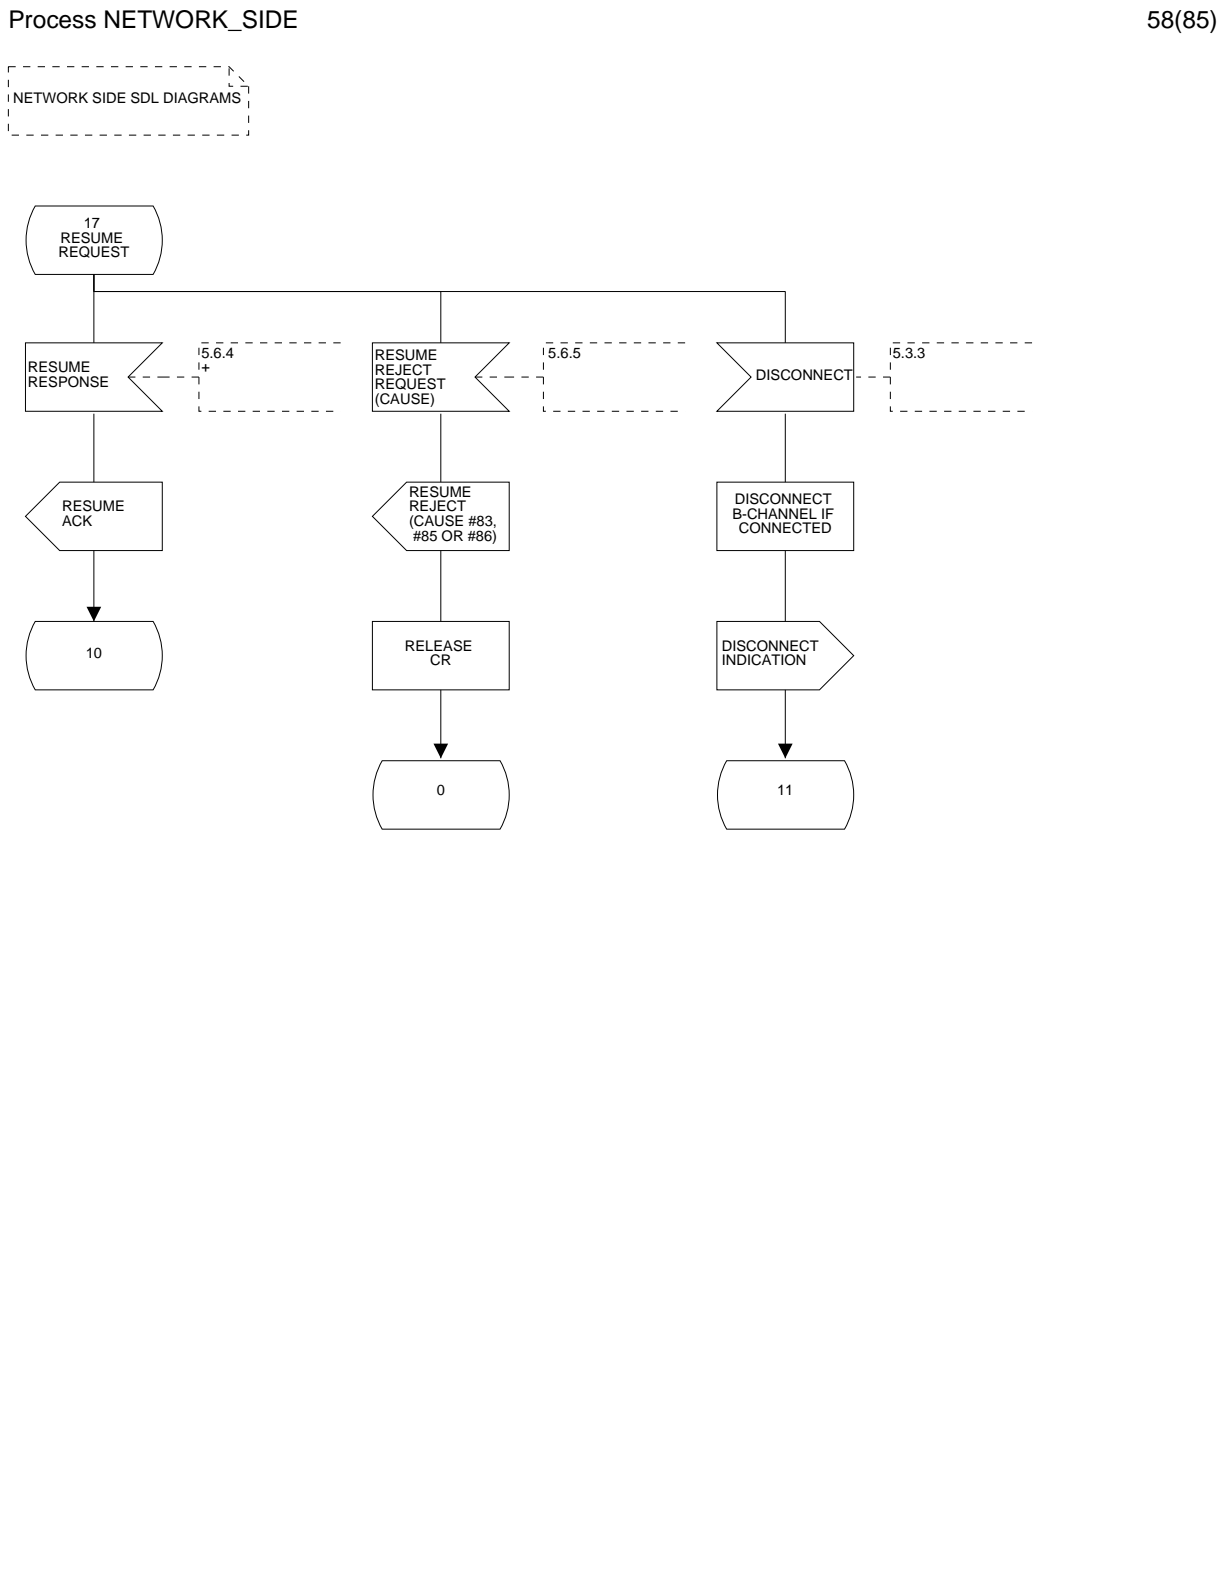 Process NETWORK_SIDE
58(85)
NETWORK SIDE SDL DIAGRAMS
17
RESUME
REQUEST
RESUME
RESPONSE
5.6.4
+
RESUME
REJECT
REQUEST
(CAUSE)
5.6.5
DISCONNECT
5.3.3
RESUME
ACK
RESUME
REJECT
(CAUSE #83,
#85 OR #86)
DISCONNECT
B-CHANNEL IF
CONNECTED
10
RELEASE
CR
DISCONNECT
INDICATION
0
11